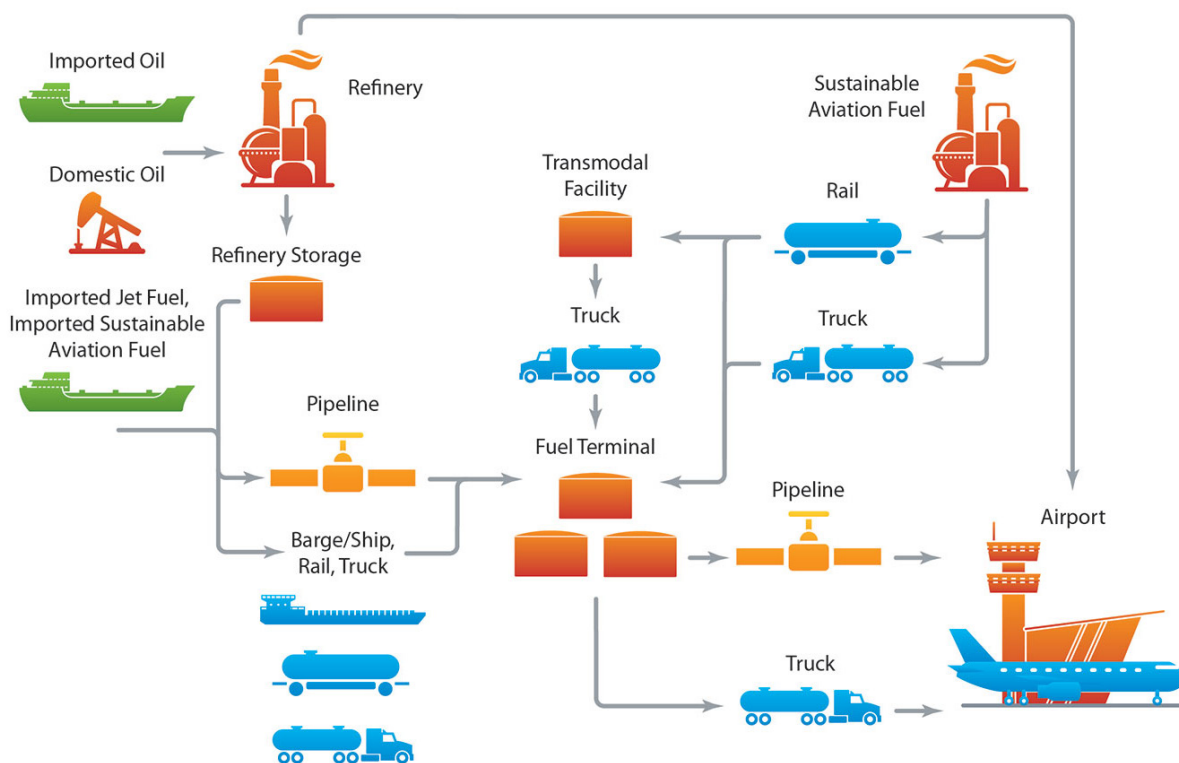 Imported Oil
Refinery
Domestic Oil
Refinery Storage
Imported Jet Fuel,
Imported Sustainable
Aviation Fuel
Pipeline
Barge/Ship,
Rail, Truck
Transmodal
Facility
Truck
Fuel Terminal
Sustainable
Aviation Fuel
Rail
Truck
Pipeline
Truck
Airport